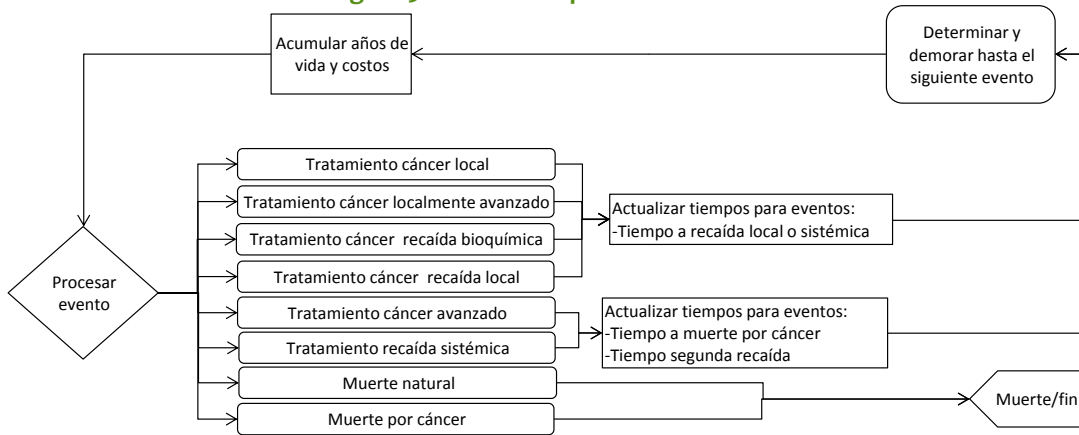 Acumular años de
vida y costos
Determinar y
demorar hasta el
siguiente evento
Procesar
evento
Tratamiento cáncer local
Tratamiento cáncer localmente avanzado
Tratamiento cáncer recaída bioquímica
Tratamiento cáncer recaída local
Tratamiento cáncer avanzado
Tratamiento recaída sistémica
Muerte natural
Muerte por cáncer
Actualizar tiempos para eventos:
-Tiempo a recaída local o sistémica
Actualizar tiempos para eventos:
-Tiempo a muerte por cáncer
-Tiempo segunda recaída
Muerte/fin